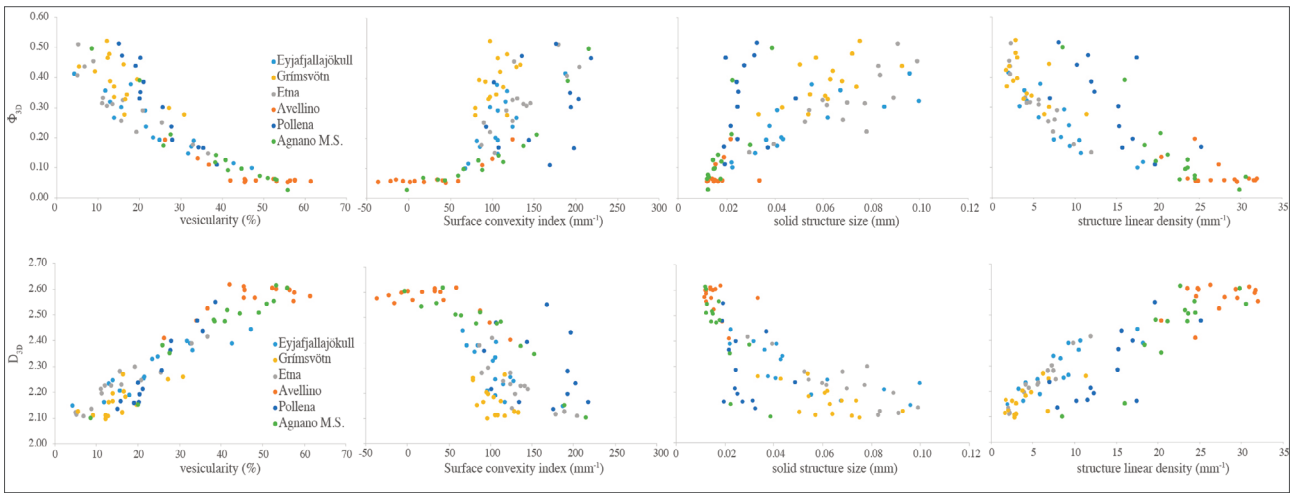 0.60
0.50
0.40
0.30
0.20
0.10
0.00
Φ3D
Eyjafjallajökull
Grímsvötn
Etna
Avellino
Pollena
Agnano M.S.
0 10 20 30 40 50 60 70
vesicularity (%)
-50 0 50 100 150 200 250 300
Surface convexity index (mm⁻¹)
0.02 0.04 0.06 0.08 0.10 0.12
solid structure size (mm)
0 5 10 15 20 25 30 35
structure linear density (mm⁻¹)
2.70
2.60
2.50
2.40
2.30
2.20
2.10
2.00
D3D
Eyjafjallajökull
Grímsvötn
Etna
Avellino
Pollena
Agnano M.S.
0 10 20 30 40 50 60 70
vesicularity (%)
-50 0 50 100 150 200 250 300
Surface convexity index (mm⁻¹)
0.02 0.04 0.06 0.08 0.1 0.12
solid structure size (mm)
0 5 10 15 20 25 30 35
structure linear density (mm⁻¹)